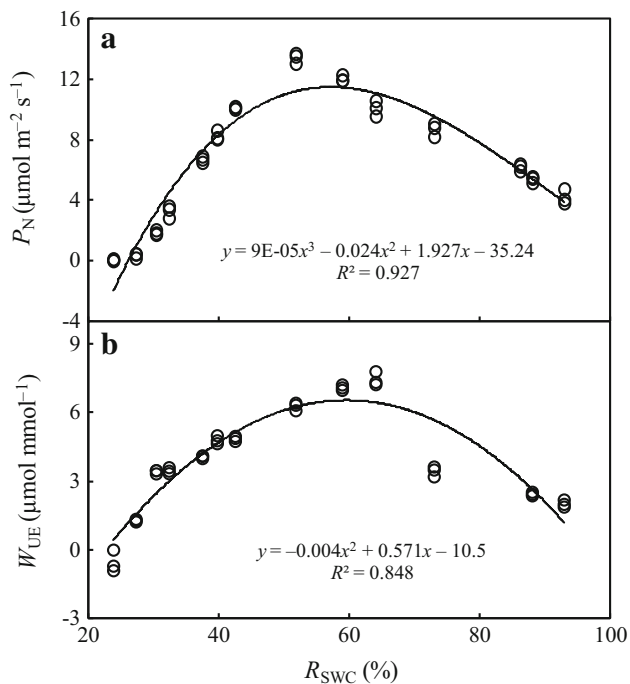 a
16
12
8
4
0
-4
P_N (μmol m⁻² s⁻¹)
y = 9E-05x³ – 0.024x² + 1.927x – 35.24
R² = 0.927
b
9
6
3
0
-3
W_UE (μmol mmol⁻¹)
y = –0.004x² + 0.571x – 10.5
R² = 0.848
20 40 60 80 100
R_SWC (%)